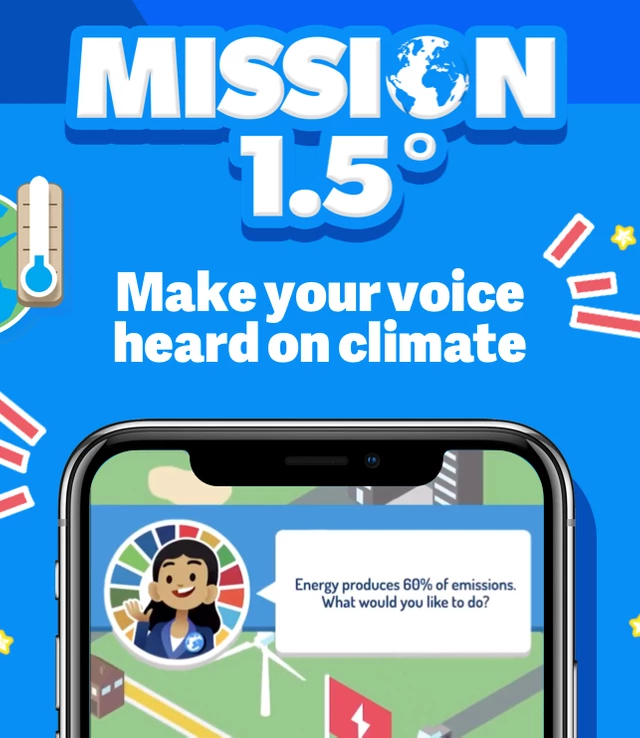 MISSION
1.5°
Make your voice
heard on climate
Energy produces 60% of emissions.
What would you like to do?